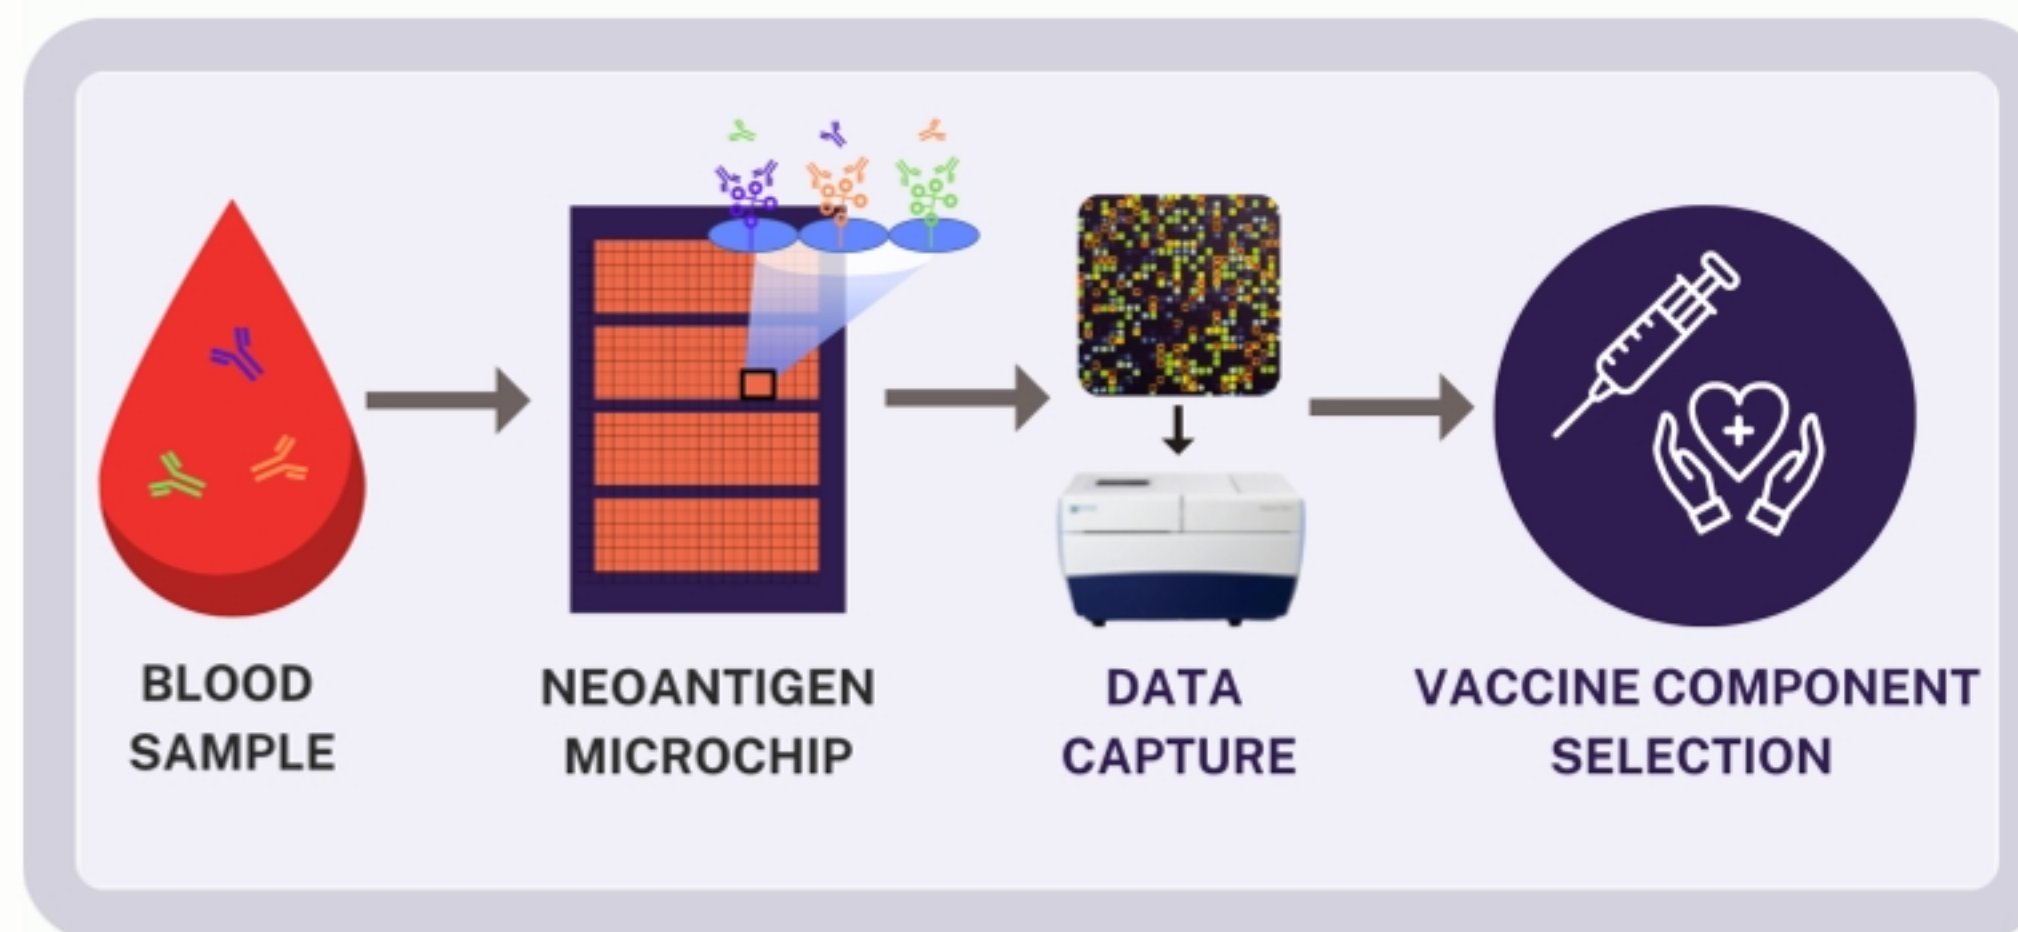 BLOOD
SAMPLE
NEOANTIGEN
MICROCHIP
DATA
CAPTURE
VACCINE COMPONENT
SELECTION